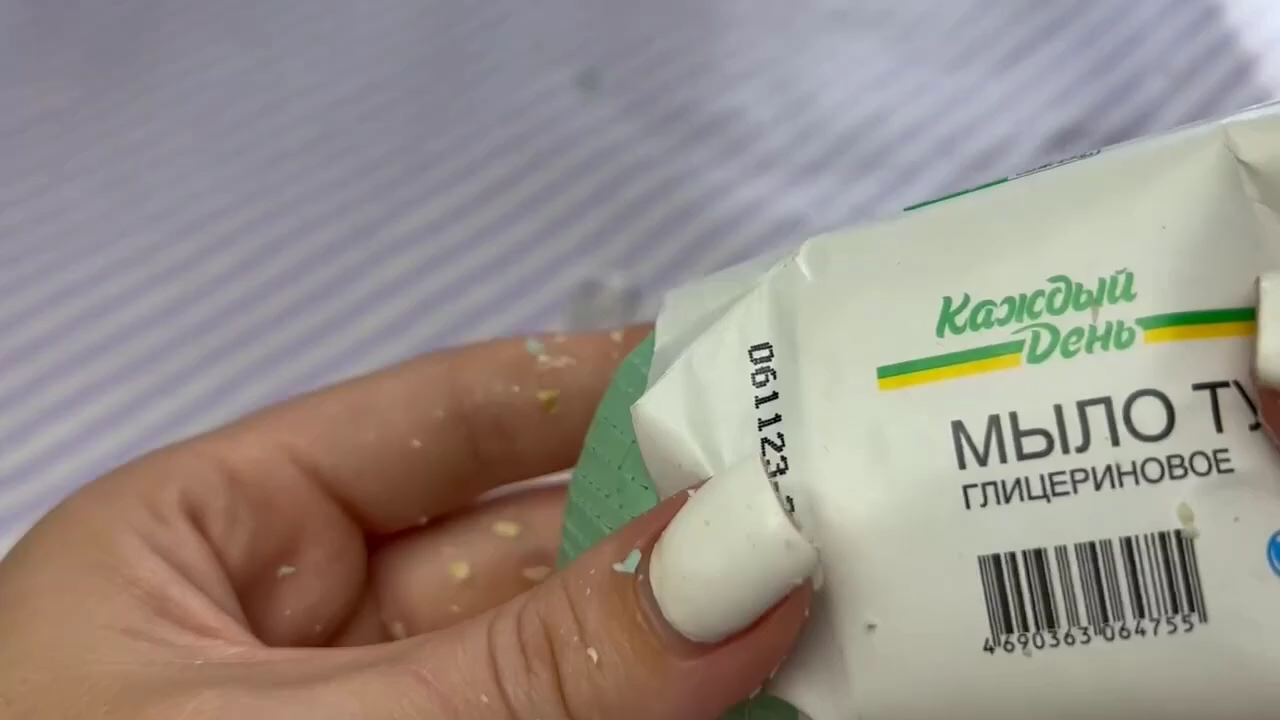 Каждый
День
МЫЛО
ГЛИЦЕРИНОВОЕ
4690363064755
061123